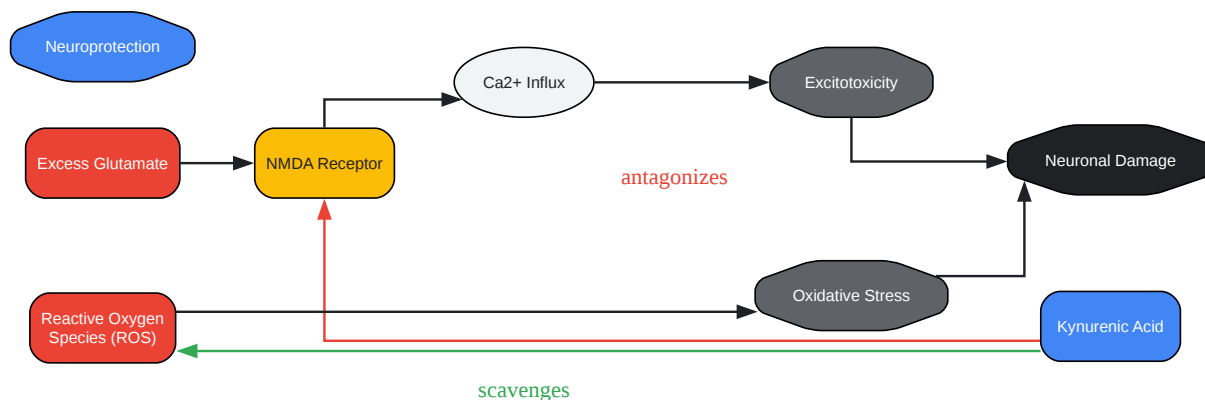 Neuroprotection
Ca2+ Influx
Excitotoxicity
Excess Glutamate
NMDA Receptor
antagonizes
Neuronal Damage
Reactive Oxygen
Species (ROS)
Oxidative Stress
Kynurenic Acid
scavenges